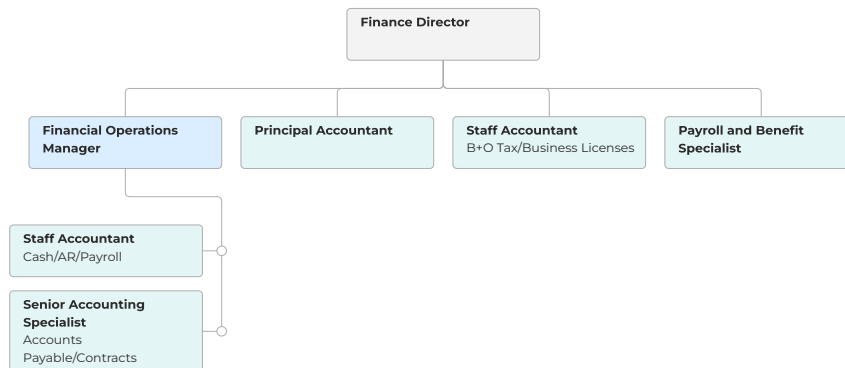 Finance Director
Financial Operations
Manager
Principal Accountant
Staff Accountant
B+O Tax/Business Licenses
Payroll and Benefit
Specialist
Staff Accountant
Cash/AR/Payroll
Senior Accounting
Specialist
Accounts
Payable/Contracts